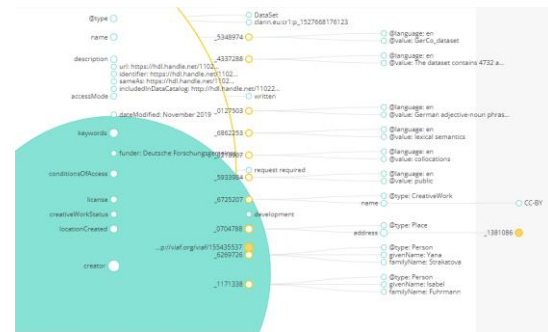 @type
DataSet
clarin.eu:cr1:p_1527668176123
name
_5348974
@language: en
@value: GerCo_dataset
description
_4337288
@language: en
@value: The dataset contains 4732 a...
url: https://hdl.handle.net/1102...
identifier: https://hdl.handle.net/1102...
sameAs: https://hdl.handle.net/1102...
includedInDataCatalog: http://hdl.handle.net/11022...
accessMode
written
dateModified: November 2019
_0127503
@language: en
@value: German adjective-noun phras...
keywords
_6862253
@language: en
@value: lexical semantics
funder: Deutsche Forschungsgemeinsc...
@language: en
@value: collocations
conditionsOfAccess
request required
_5933984
@language: en
@value: public
license
_6725207
@type: CreativeWork
name
CC-BY
creativeWorkStatus
development
locationCreated
_0704788
@type: Place
address
_1381086
creator
...p://viaf.org/viaf/155435537
_6269726
@type: Person
givenName: Yana
familyName: Strakatova
_1171338
@type: Person
givenName: Isabel
familyName: Fuhrmann